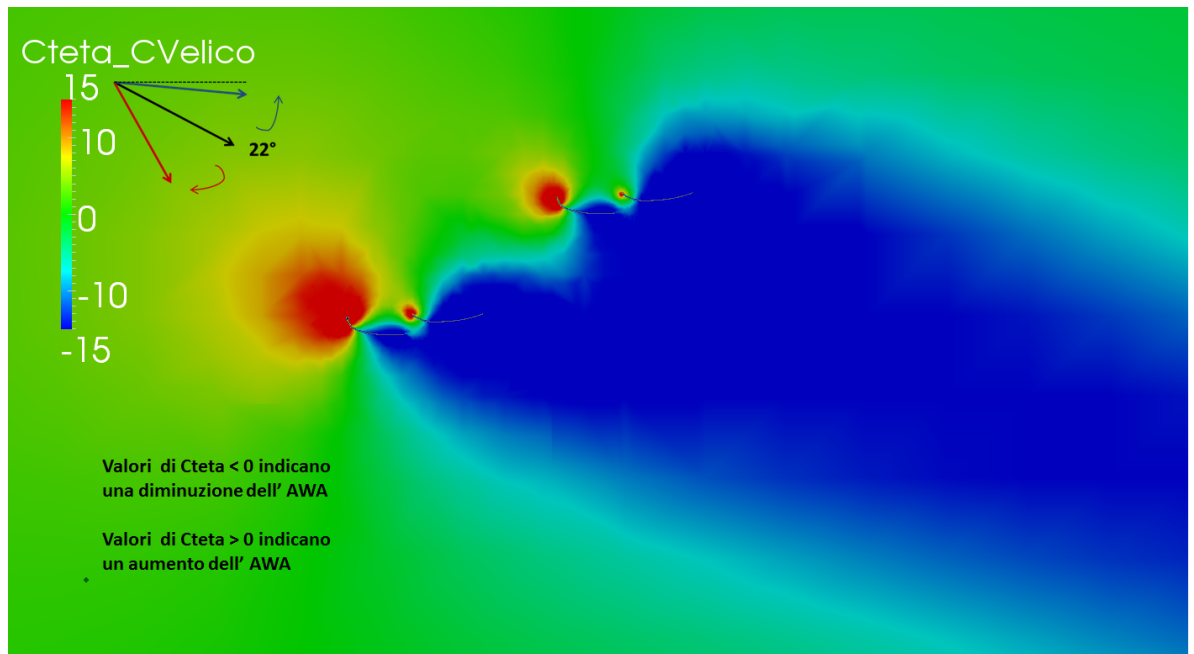 Cteta_CVelico
15
10
22°
0
-10
-15
Valori di Cteta < 0 indicano
una diminuzione dell’ AWA
Valori di Cteta > 0 indicano
un aumento dell’ AWA